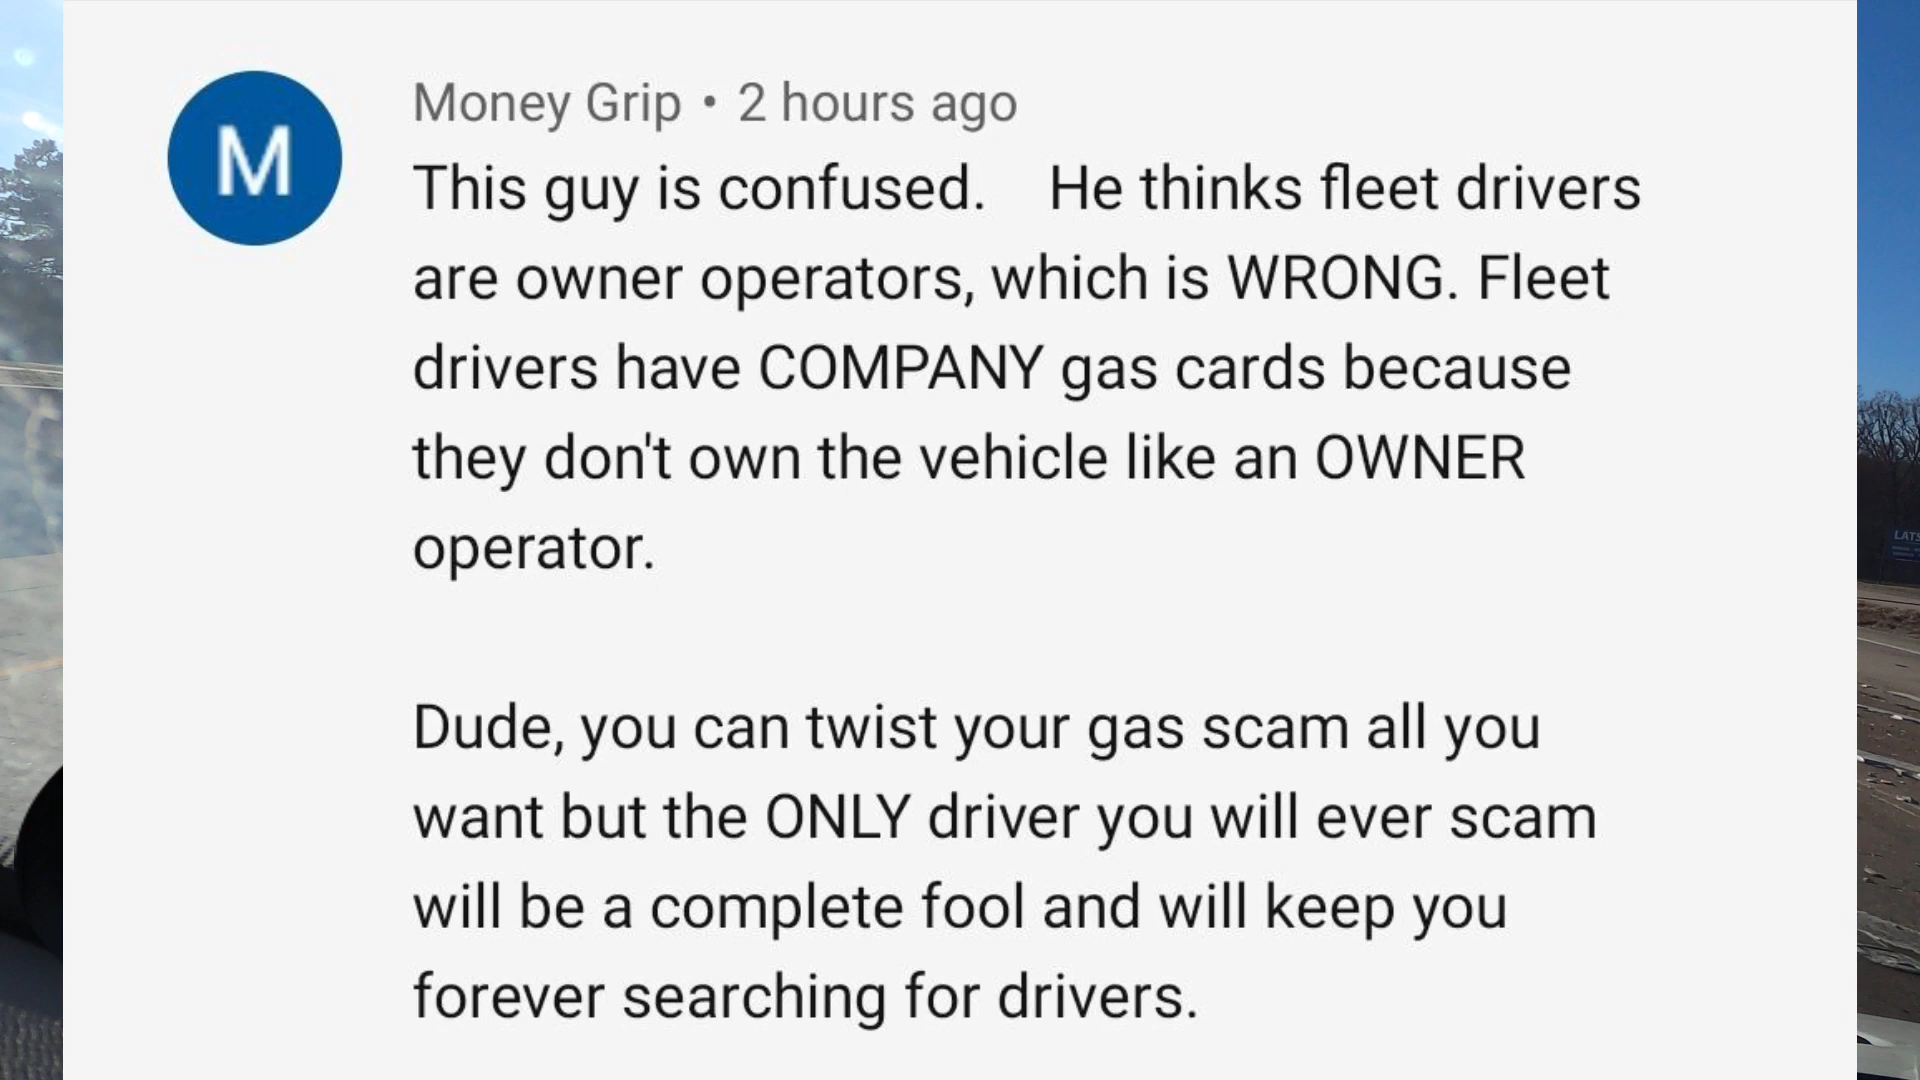 M
Money Grip • 2 hours ago
This guy is confused.    He thinks fleet drivers
are owner operators, which is WRONG. Fleet
drivers have COMPANY gas cards because
they don't own the vehicle like an OWNER
operator.
Dude, you can twist your gas scam all you
want but the ONLY driver you will ever scam
will be a complete fool and will keep you
forever searching for drivers.
LATS